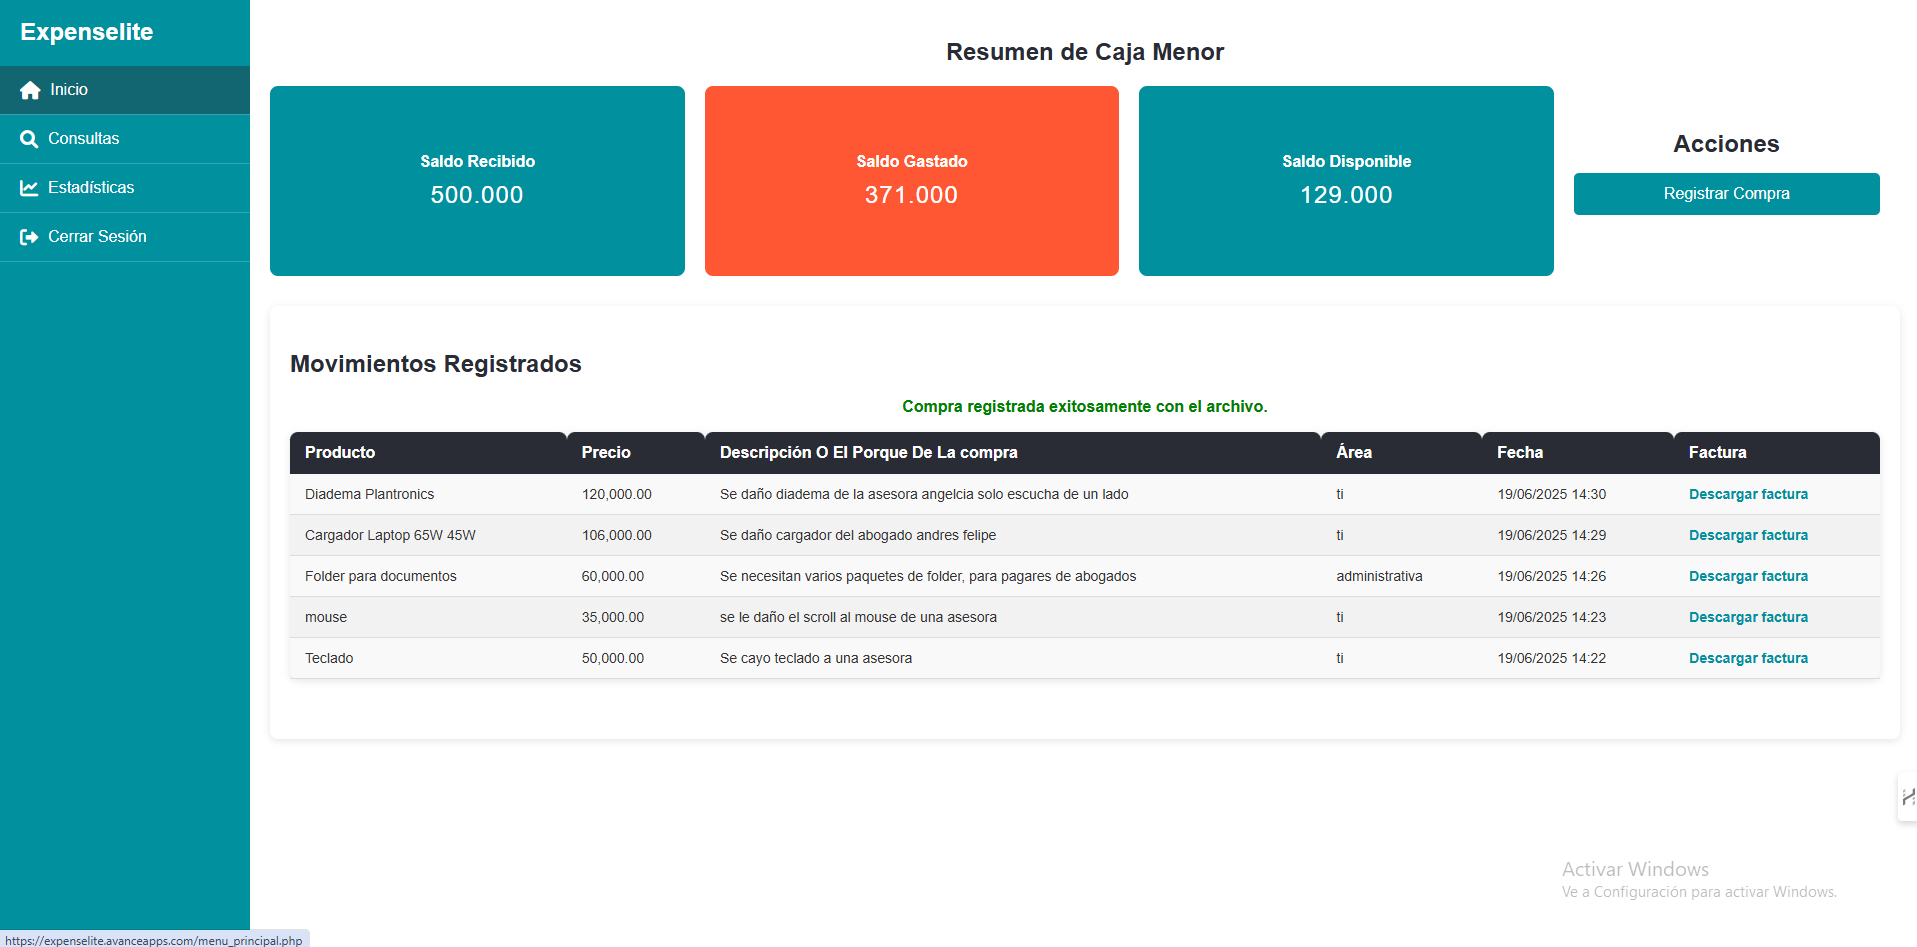 Expenselite
Inicio
Consultas
Estadísticas
Cerrar Sesión
Resumen de Caja Menor
Saldo Recibido
500.000
Saldo Gastado
371.000
Saldo Disponible
129.000
Acciones
Registrar Compra
Movimientos Registrados
Compra registrada exitosamente con el archivo.
Producto Precio Descripción O El Porque De La compra Área Fecha Factura
Diadema Plantronics 120,000.00 Se daño diadema de la asesora angelcia solo escucha de un lado ti 19/06/2025 14:30 Descargar factura
Cargador Laptop 65W 45W 106,000.00 Se daño cargador del abogado andres felipe ti 19/06/2025 14:29 Descargar factura
Folder para documentos 60,000.00 Se necesitan varios paquetes de folder, para pagares de abogados administrativa 19/06/2025 14:26 Descargar factura
mouse 35,000.00 se le daño el scroll al mouse de una asesora ti 19/06/2025 14:23 Descargar factura
Teclado 50,000.00 Se cayo teclado a una asesora ti 19/06/2025 14:22 Descargar factura
Activar Windows
Ve a Configuración para activar Windows.
https://expenselite.avanceapps.com/menu_principal.php